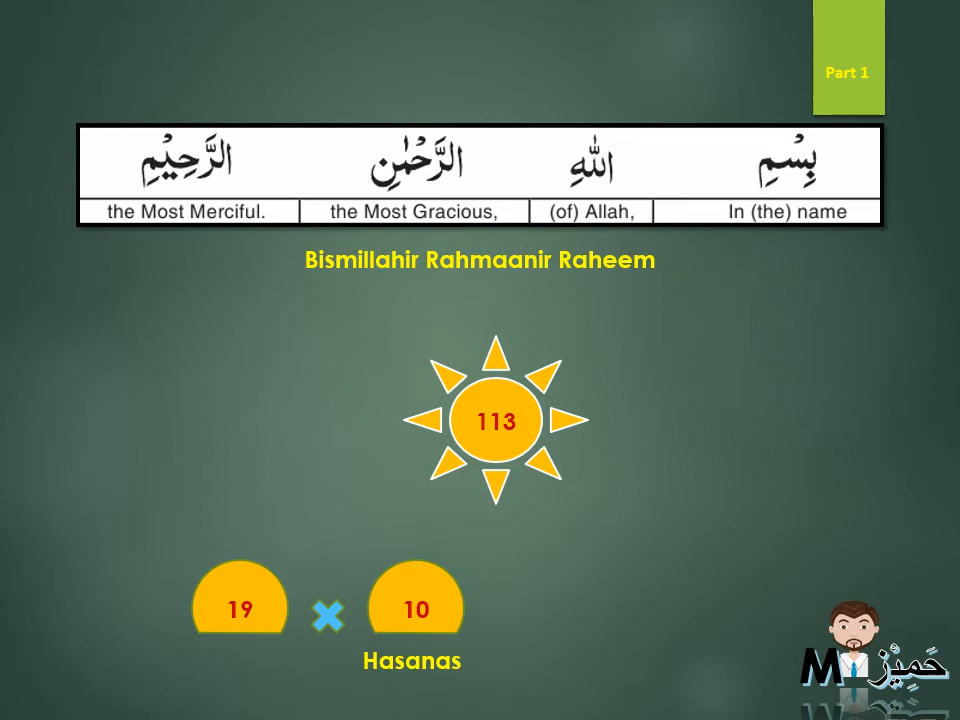 Part 1
بِسْمِ اللّٰهِ الرَّحْمٰنِ الرَّحِيْمِ
In (the) name (of) Allah, the Most Gracious, the Most Merciful.
Bismillahir Rahmaanir Raheem
113
19 × 10
Hasanas
M حَمِيْزْ